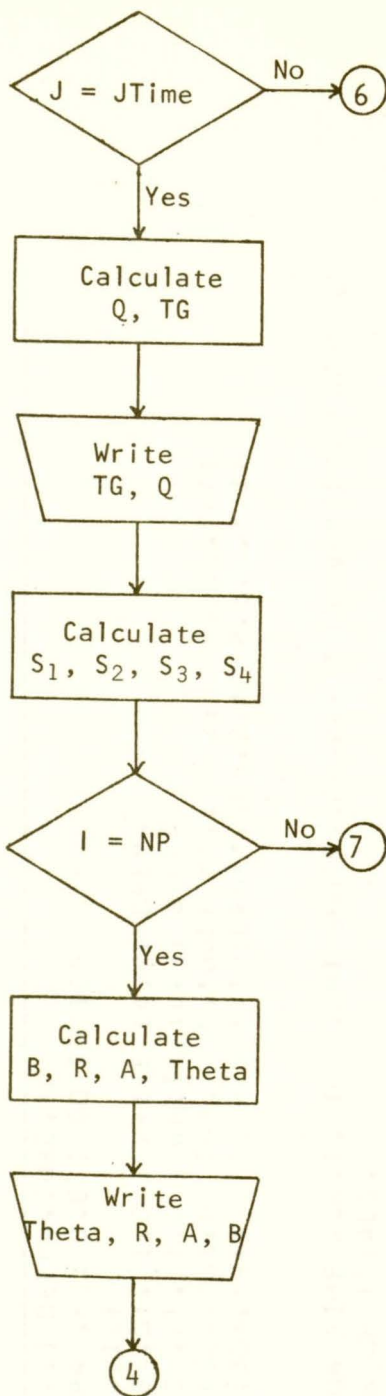 J = JTime
No
6
Yes
Calculate
Q, TG
Write
TG, Q
Calculate
S₁, S₂, S₃, S₄
I = NP
No
7
Yes
Calculate
B, R, A, Theta
Write
Theta, R, A, B
4